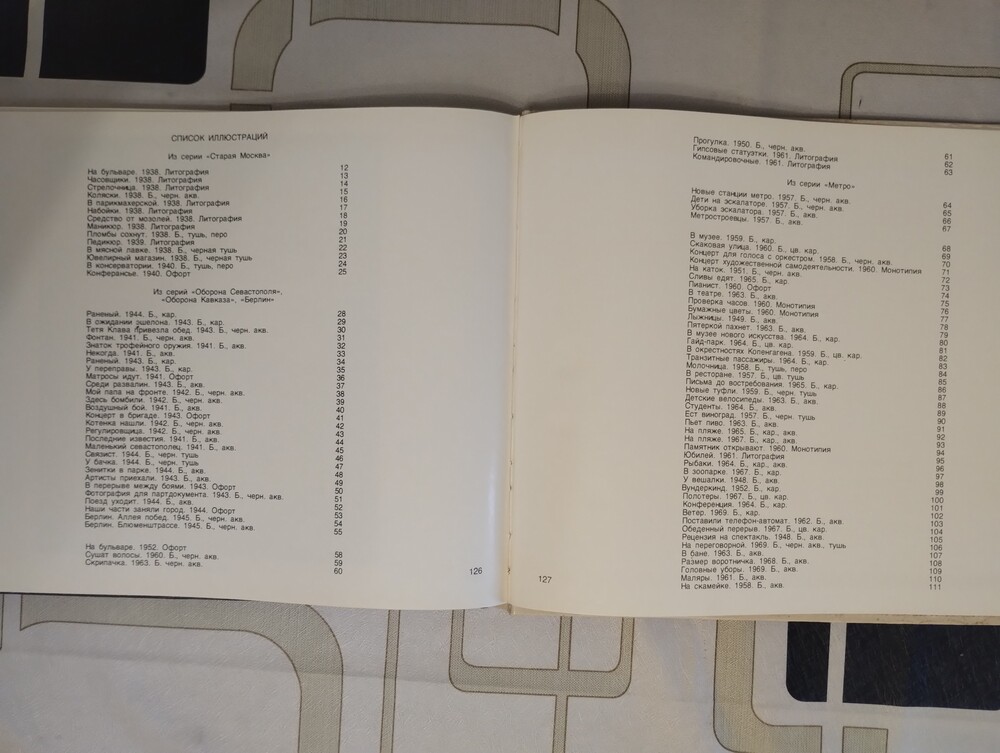 СПИСОК ИЛЛЮСТРАЦИЙ
Из серии «Старая Москва»
На бульваре. 1938. Литография 12
Часовщики. 1938. Литография 13
Стрелочница. 1938. Литография 14
Коляски. 1938. Б., черн. акв. 15
В парикмахерской. 1938. Литография 16
Набойки. 1938. Литография 17
Средство от мозолей. 1938. Литография 18
Маникюр. 1938. Литография 19
Пломбы сохнут. 1938. Б., тушь, перо 20
Педикюр. 1939. Литография 21
В мясной лавке. 1938. Б., черная тушь 22
Ювелирный магазин. 1938. Б., черная тушь 23
В консерватории. 1940. Б., тушь, перо 24
Конферансье. 1940. Офорт 25
Из серий «Оборона Севастополя»,
«Оборона Кавказа», «Берлин»
Раненый. 1944. Б., кар. 28
В ожидании эшелона. 1943. Б., кар. 29
Тетя Клава привезла обед. 1943. Б., черн. акв. 30
Фонтан. 1941. Б., черн. акв. 31
Знаток трофейного оружия. 1941. Б., акв. 32
Некогда. 1941. Б., акв. 33
Раненый. 1943. Б., кар. 34
У переправы. 1943. Б., кар. 35
Матросы идут. 1941. Офорт 36
Среди развалин. 1943. Б., акв. 37
Мой папа на фронте. 1942. Б., черн. акв. 38
Здесь бомбили. 1942. Б., черн. акв. 39
Воздушный бой. 1941. Б., акв. 40
Концерт в бригаде. 1943. Офорт 41
Котенка нашли. 1942. Б., черн. акв. 42
Регулировщица. 1942. Б., черн. акв. 43
Последние известия. 1941. Б., акв. 44
Маленький севастополец. 1941. Б., акв. 45
Связист. 1944. Б., черн. тушь 46
У бачка. 1944. Б., черн. тушь 47
Зенитки в парке. 1944. Б., акв. 48
Артисты приехали. 1943. Б., акв. 49
В перерыве между боями. 1943. Офорт 50
Фотография для партдокумента. 1943. Б., черн. акв. 51
Поезд уходит. 1944. Б., акв. 52
Наши части заняли город. 1944. Офорт 53
Берлин. Аллея побед. 1945. Б., черн. акв. 54
Берлин. Блюменштрассе. 1945. Б., черн. акв. 55
На бульваре. 1952. Офорт 58
Сушат волосы. 1960. Б., черн. акв. 59
Скрипачка. 1963. Б. черн. акв. 60
126
Прогулка. 1950. Б., черн. акв. 61
Гипсовые статуэтки. 1961. Литография 62
Командировочные. 1961. Литография 63
Из серии «Метро»
Новые станции метро. 1957. Б., черн. акв. 64
Дети на эскалаторе. 1957. Б., черн. акв. 65
Уборка эскалатора. 1957. Б., акв. 66
Метростроевцы. 1957. Б., акв. 67
В музее. 1959. Б., кар. 68
Скаковая улица. 1960. Б., цв. кар. 69
Концерт для голоса с оркестром. 1958. Б., черн. акв. 70
Концерт художественной самодеятельности. 1960. Монотипия 71
На каток. 1951. Б., черн. акв. 72
Сливы едят. 1965. Б., кар. 73
Пианист. 1960. Офорт 74
В театре. 1963. Б., акв. 75
Проверка часов. 1960. Монотипия 76
Бумажные цветы. 1960. Монотипия 77
Лыжницы. 1949. Б., акв. 78
Пятеркой пахнет. 1963. Б., акв. 79
В музее нового искусства. 1964. Б., кар. 80
Гайд-парк. 1964. Б., цв. кар. 81
В окрестностях Копенгагена. 1959. Б., цв. кар. 82
Транзитные пассажиры. 1964. Б., кар. 83
Молочница. 1958. Б., тушь, перо 84
В ресторане. 1957. Б., цв. тушь 85
Письма до востребования. 1965. Б., кар. 86
Новые туфли. 1959. Б., черн. тушь 87
Детские велосипеды. 1963. Б., акв. 88
Студенты. 1964. Б., акв. 89
Ест виноград. 1957. Б., черн. тушь 90
Пьет пиво. 1963. Б., акв. 91
На пляже. 1965. Б., кар., акв. 92
На пляже. 1967. Б., кар., акв. 93
Памятник открывают. 1960. Монотипия 94
Юбилей. 1961. Литография 95
Рыбаки. 1964. Б., кар., акв. 96
В зоопарке. 1967. Б., кар. 97
У вешалки. 1948. Б., акв. 98
Вундеркинд. 1952. Б., кар. 99
Полотеры. 1967. Б., цв. кар. 100
Конференция. 1964. Б., кар. 101
Ветер. 1969. Б., кар. 102
Поставили телефон-автомат. 1962. Б., акв. 103
Обеденный перерыв. 1967. Б., цв. кар. 104
Рецензия на спектакль. 1948. Б., акв. 105
На переговорной. 1969. Б., черн. акв., тушь 106
В бане. 1963. Б., акв. 107
Размер воротничка. 1968. Б., акв. 108
Головные уборы. 1969. Б., акв. 109
Маляры. 1961. Б., акв. 110
На скамейке. 1958. Б., акв. 111
127